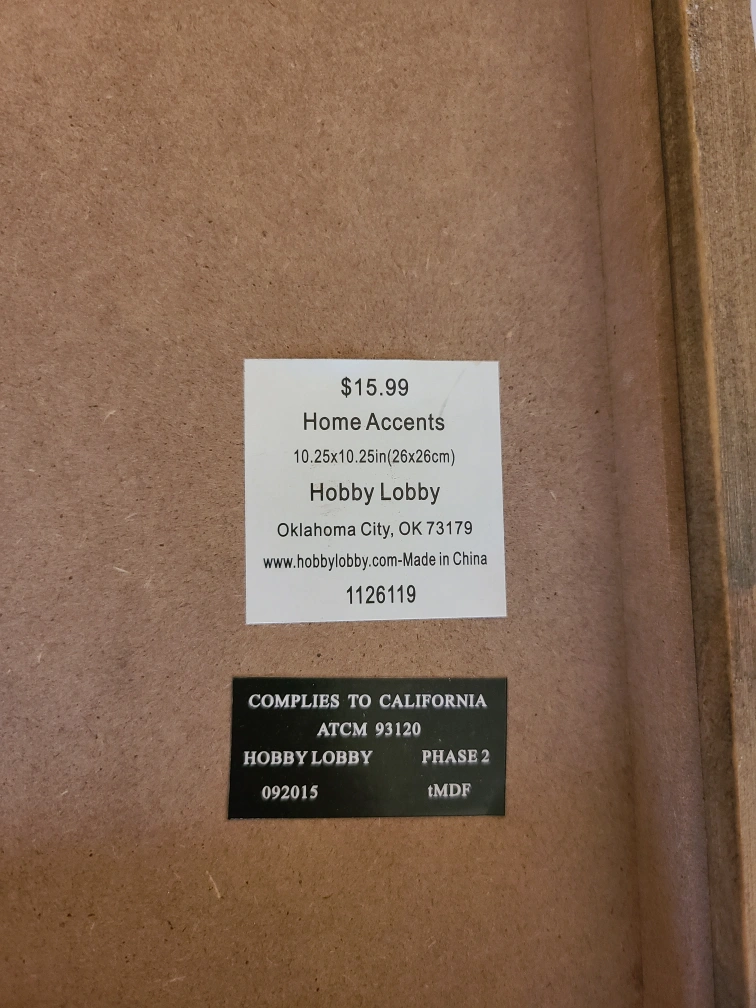 $15.99
Home Accents
10.25x10.25in(26x26cm)
Hobby Lobby
Oklahoma City, OK 73179
www.hobbylobby.com-Made in China
1126119
COMPLIES TO CALIFORNIA
ATCM 93120
HOBBY LOBBY PHASE 2
092015 tMDF